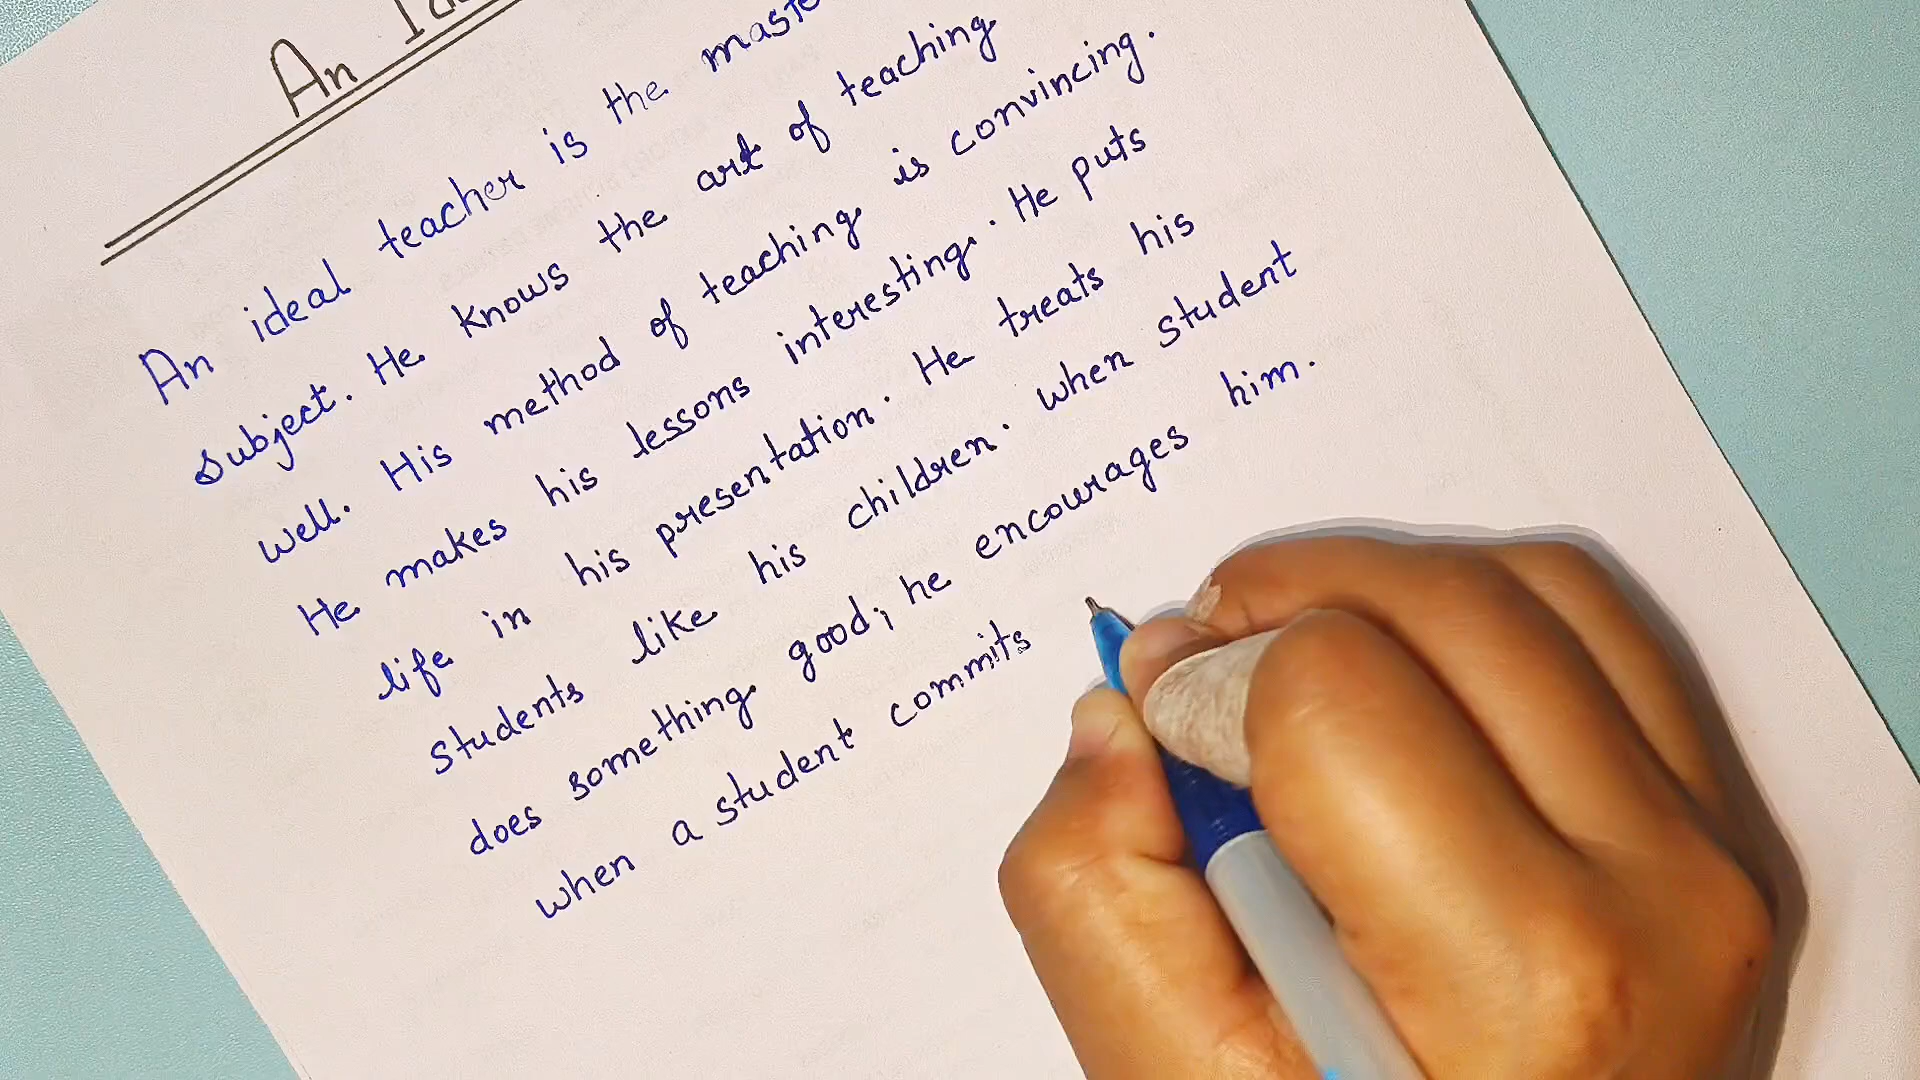 An
An ideal teacher is the
subject. He knows the art of teaching
well. His method of teaching is convincing.
He makes his lessons interesting. He puts
life in his presentation. He treats his
students like his children. when student
does something good; he encourages him.
when a student commits